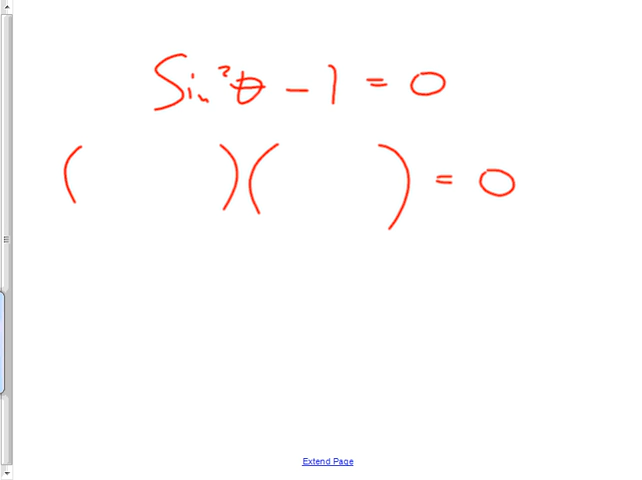 Sin²θ - 1 = 0
( )( ) = 0
Extend Page